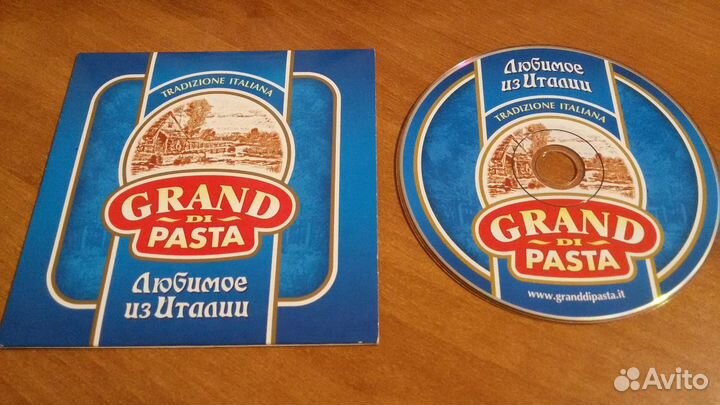 TRADIZIONE ITALIANA
GRAND
DI
PASTA
Любимое
из Италии
Любимое
из Италии
TRADIZIONE ITALIANA
GRAND
DI
PASTA
www.granddipasta.it
Avito